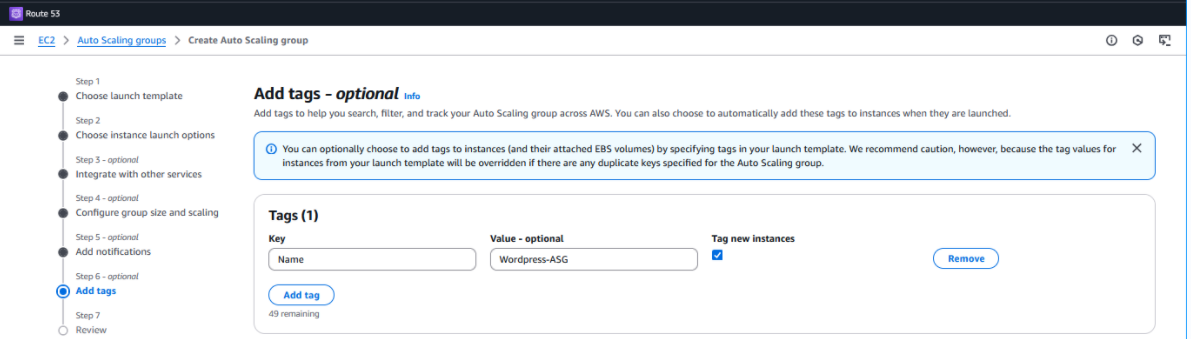 Route 53
EC2 > Auto Scaling groups > Create Auto Scaling group
Step 1
Choose launch template
Step 2
Choose instance launch options
Step 3 - optional
Integrate with other services
Step 4 - optional
Configure group size and scaling
Step 5 - optional
Add notifications
Step 6 - optional
Add tags
Step 7
Review
Add tags - optional Info
Add tags to help you search, filter, and track your Auto Scaling group across AWS. You can also choose to automatically add these tags to instances when they are launched.
You can optionally choose to add tags to instances (and their attached EBS volumes) by specifying tags in your launch template. We recommend caution, however, because the tag values for
instances from your launch template will be overridden if there are any duplicate keys specified for the Auto Scaling group.
Tags (1)
Key Value - optional Tag new instances
Name Wordpress-ASG Remove
Add tag
49 remaining